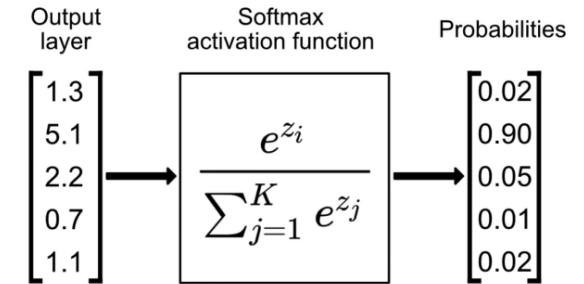 Output
layer
Softmax
activation function
Probabilities
1.3
5.1
2.2
0.7
1.1
e^{z_i}
∑_{j=1}^{K} e^{z_j}
0.02
0.90
0.05
0.01
0.02